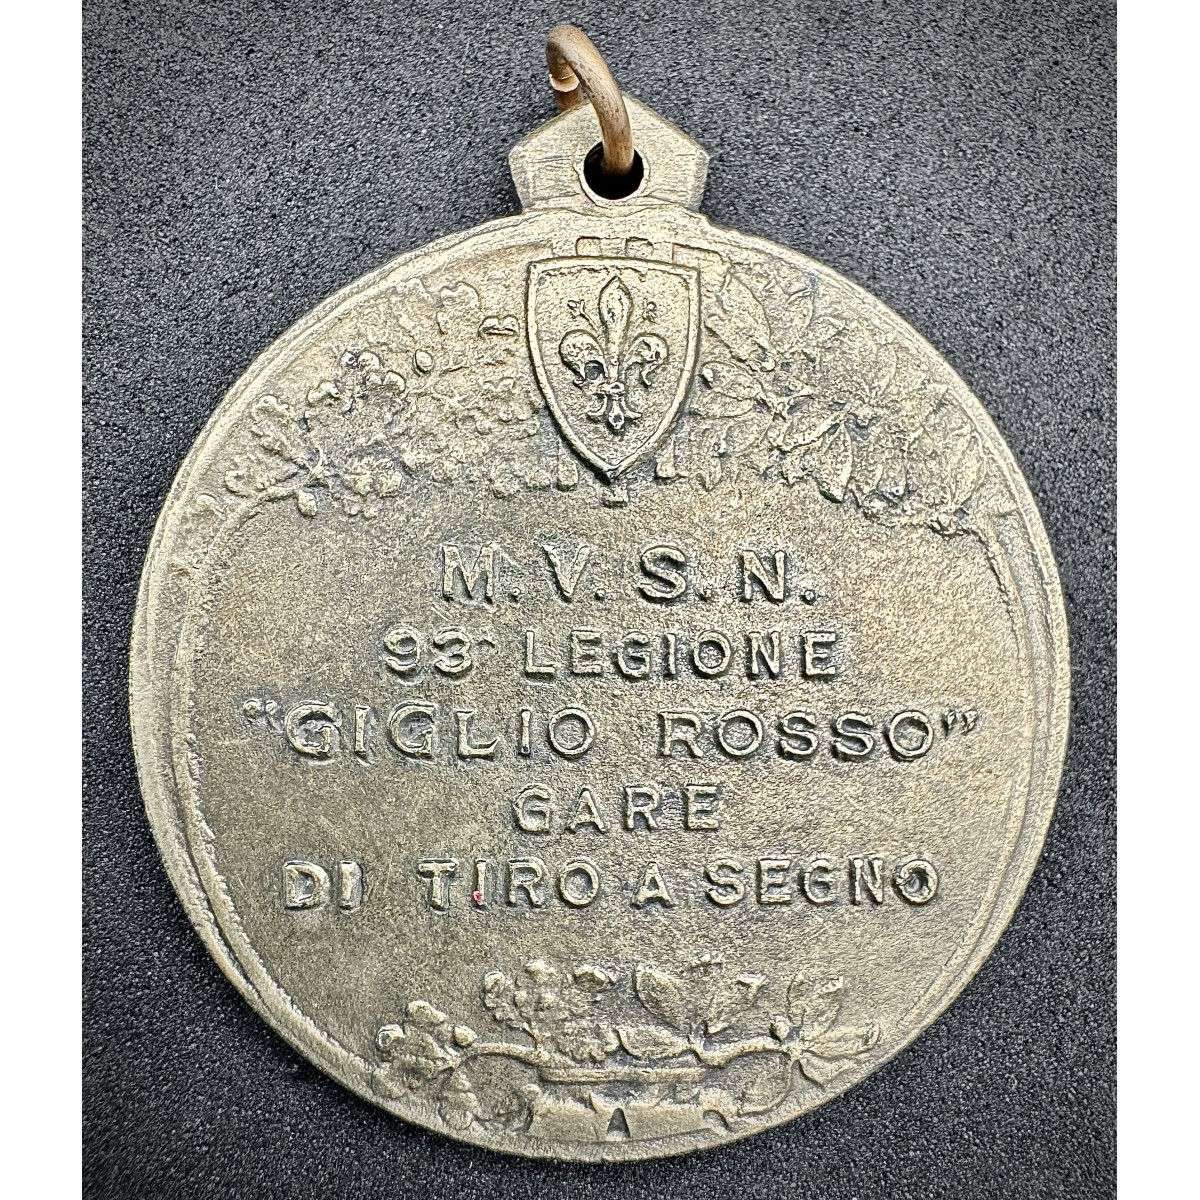 M. V. S. N.
93ᵃ LEGIONE
"GIGLIO ROSSO"
GARE
DI TIRO A SEGNO